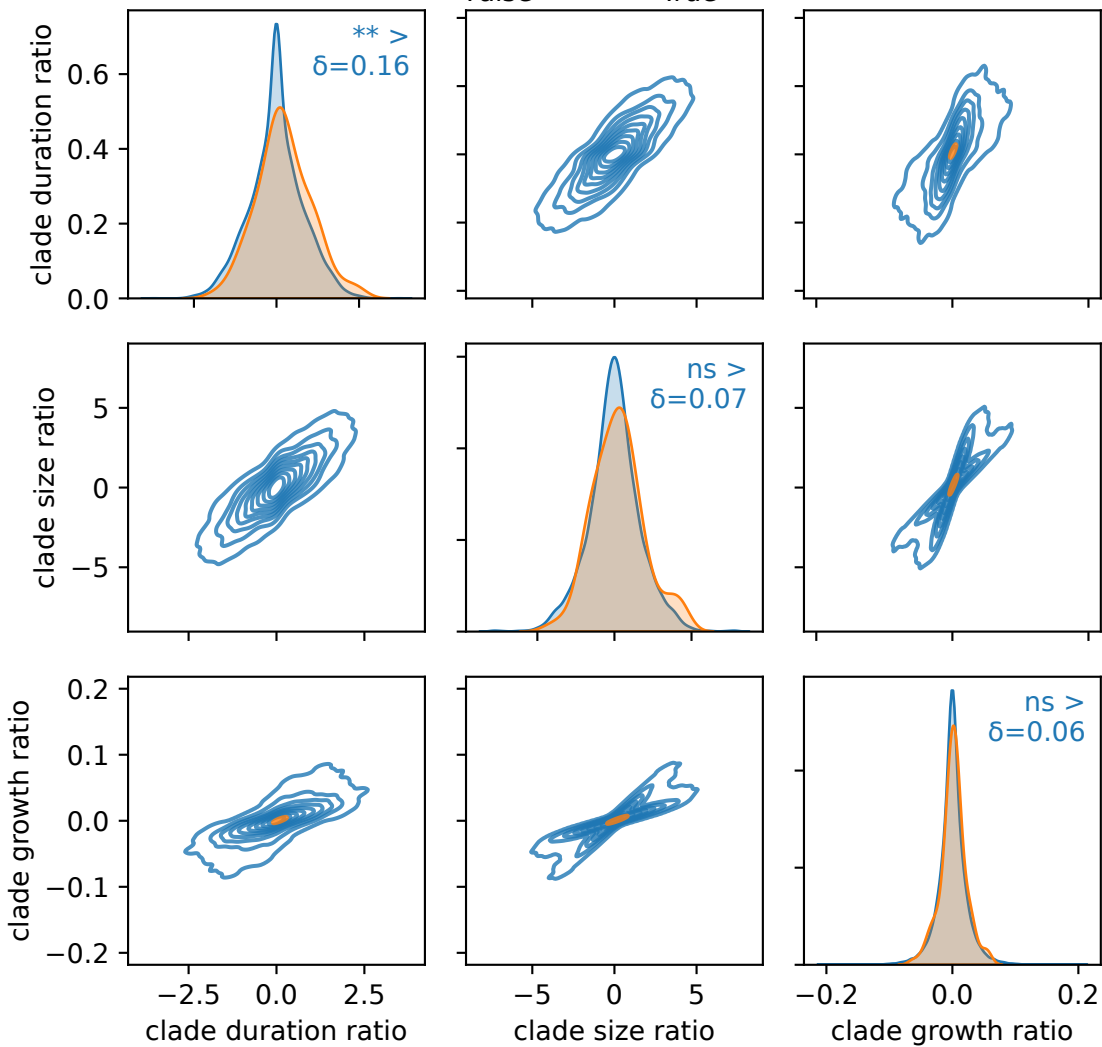 ** >
δ=0.16
clade duration ratio
0.6
0.4
0.2
0.0
ns >
δ=0.07
clade size ratio
5
0
−5
ns >
δ=0.06
clade growth ratio
0.2
0.1
0.0
−0.1
−0.2
−2.5 0.0 2.5 −5 0 5 −0.2 0.0 0.2
clade duration ratio clade size ratio clade growth ratio